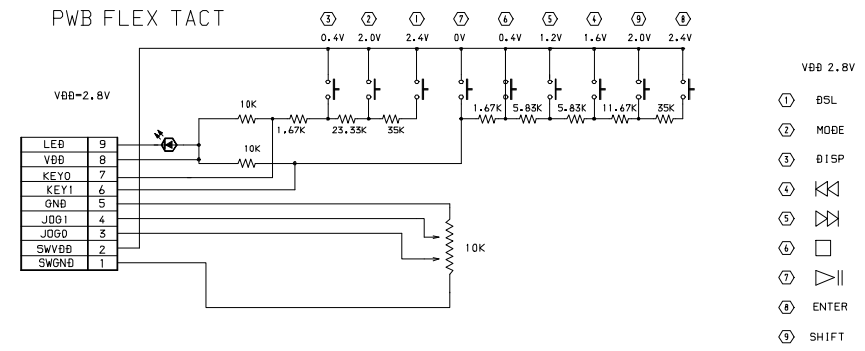 PWB FLEX TACT
3 2 1 7 6 5 4 9 8
0.4V 2.0V 2.4V 0V 0.4V 1.2V 1.6V 2.0V 2.4V
VDD=2.8V
10K
1.67K 23.33K 35K
1.67K 5.83K 5.83K 11.67K 35K
10K
LED 9
VDD 8
KEY0 7
KEY1 6
GND 5
JOG1 4
JOG0 3
SWVDD 2
SWGND 1
10K
VDD 2.8V
1 DSL
2 MODE
3 DISP
4
5
6
7
8 ENTER
9 SHIFT